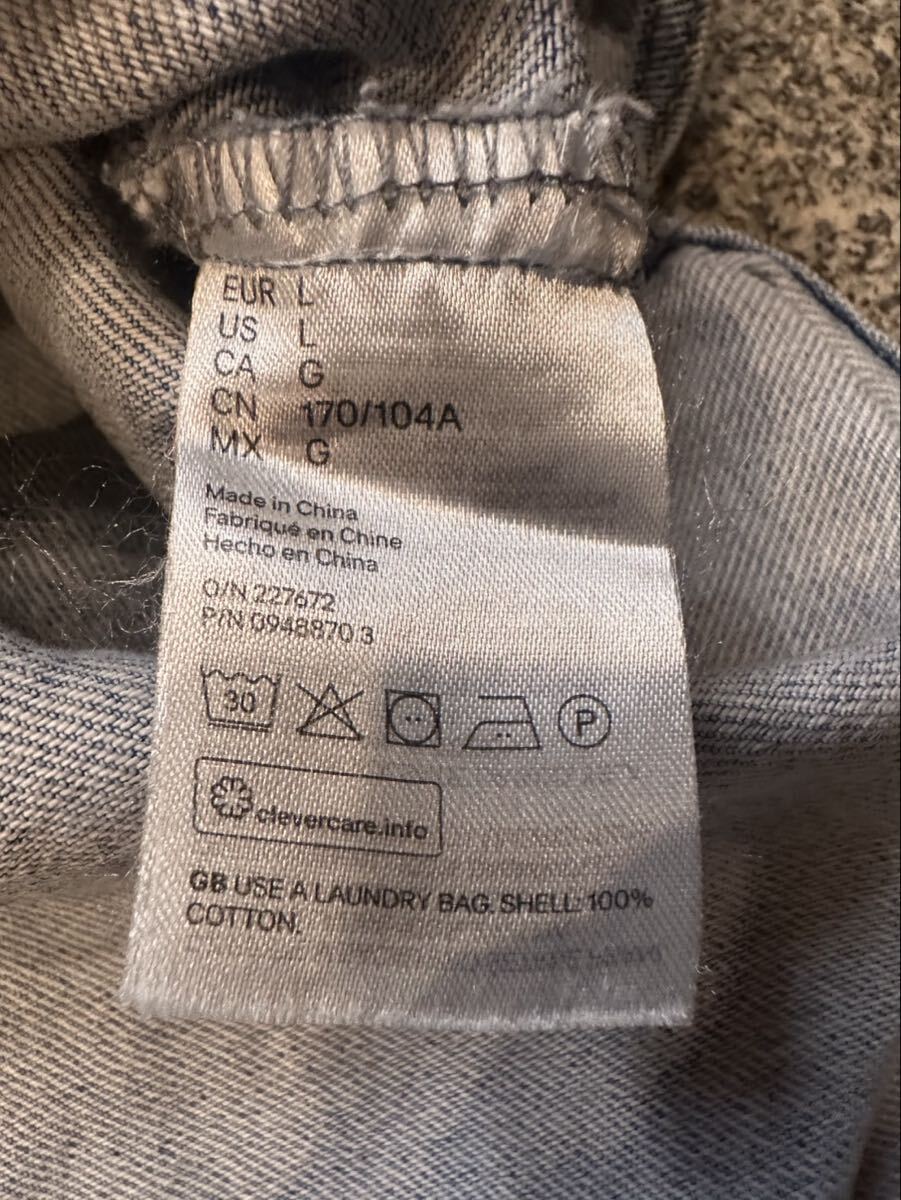 EUR L
US L
CA G
CN 170/104A
MX G
Made in China
Fabriqué en Chine
Hecho en China
O/N 227672
P/N 0948870 3
30
P
clevercare.info
GB USE A LAUNDRY BAG. SHELL: 100%
COTTON.